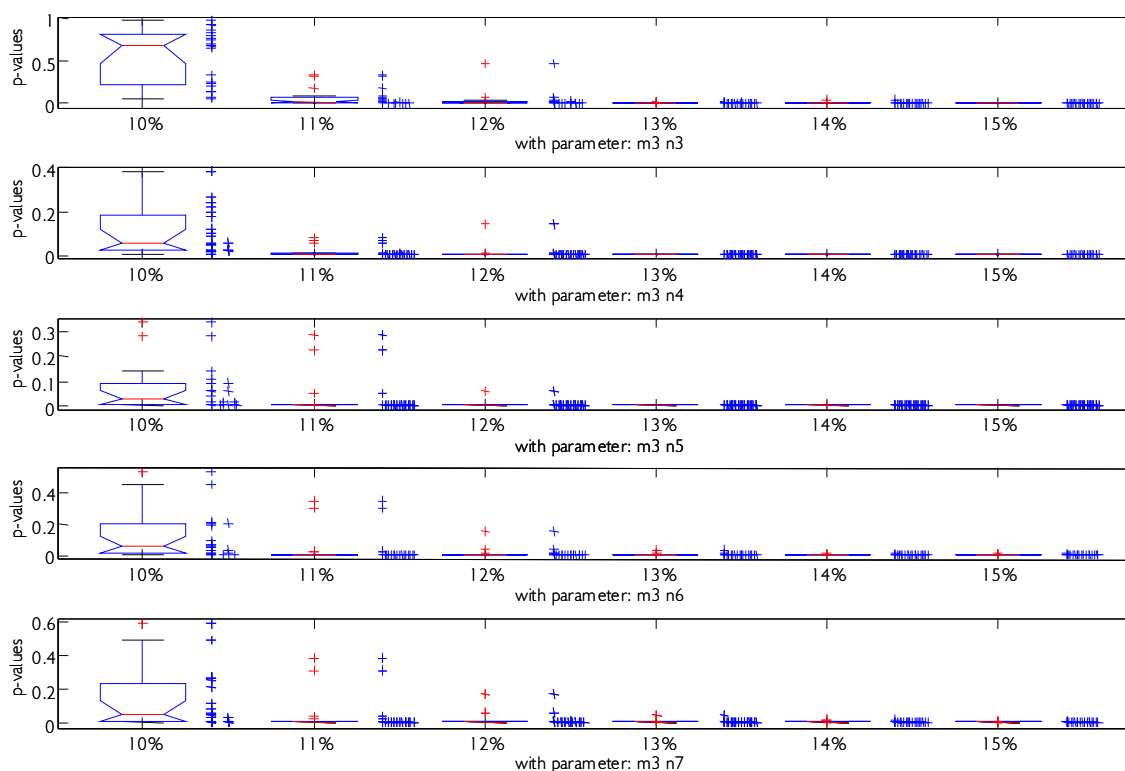 1
0.5
0
p-values
10% 11% 12% 13% 14% 15%
with parameter: m3 n3
0.4
0.2
0
p-values
10% 11% 12% 13% 14% 15%
with parameter: m3 n4
0.3
0.2
0.1
0
p-values
10% 11% 12% 13% 14% 15%
with parameter: m3 n5
0.4
0.2
0
p-values
10% 11% 12% 13% 14% 15%
with parameter: m3 n6
0.6
0.4
0.2
0
p-values
10% 11% 12% 13% 14% 15%
with parameter: m3 n7